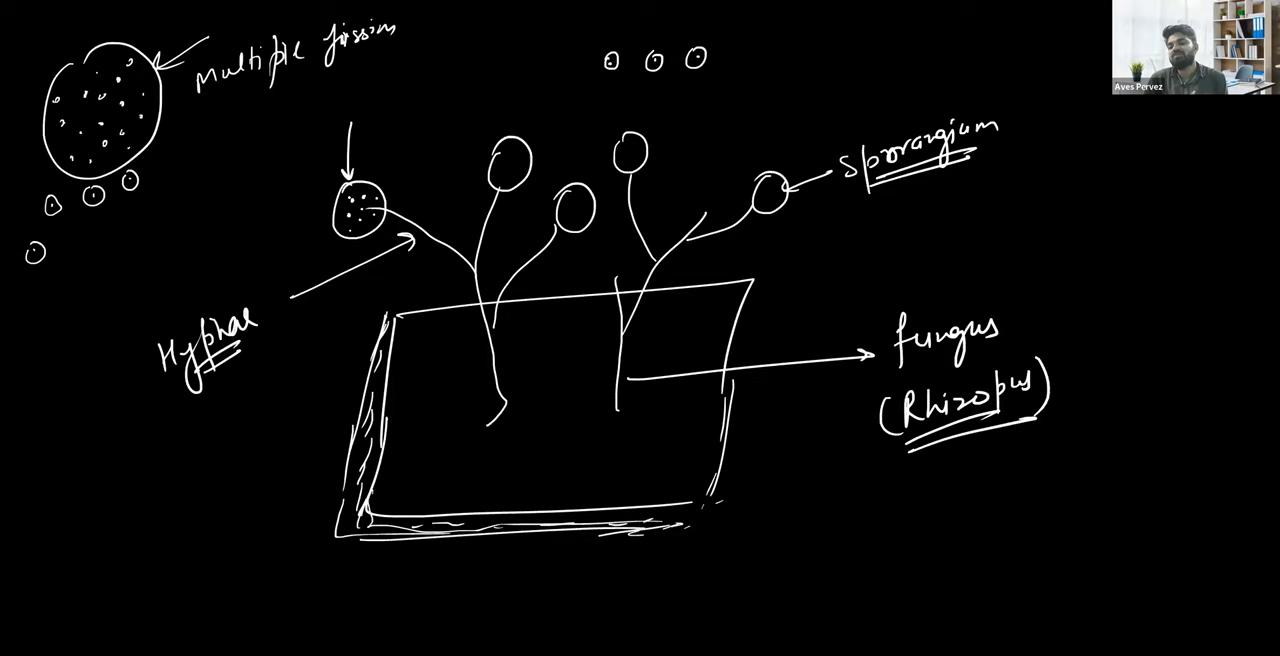 multiple fission
Aves Pervez
sporangium
Hyphae
fungus
(Rhizopus)